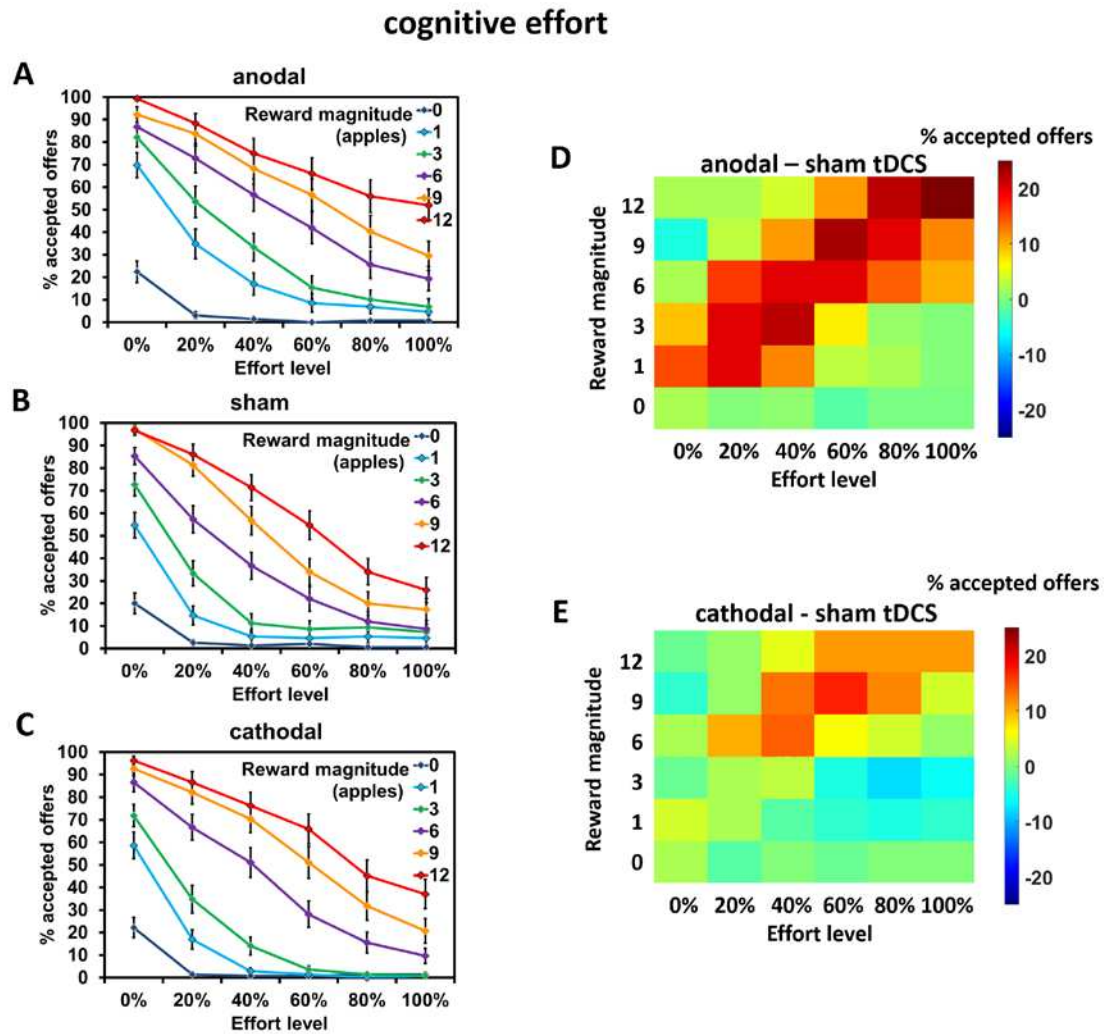 cognitive effort
A
anodal
100
90
80
70
60
50
40
30
20
10
0
% accepted offers
Reward magnitude
(apples)
0
1
3
6
9
12
0% 20% 40% 60% 80% 100%
Effort level
B
sham
100
90
80
70
60
50
40
30
20
10
0
% accepted offers
Reward magnitude
(apples)
0
1
3
6
9
12
0% 20% 40% 60% 80% 100%
Effort level
C
cathodal
100
90
80
70
60
50
40
30
20
10
0
% accepted offers
Reward magnitude
(apples)
0
1
3
6
9
12
0% 20% 40% 60% 80% 100%
Effort level
D
% accepted offers
anodal – sham tDCS
Reward magnitude
12
9
6
3
1
0
0% 20% 40% 60% 80% 100%
Effort level
20
10
0
-10
-20
E
% accepted offers
cathodal - sham tDCS
Reward magnitude
12
9
6
3
1
0
0% 20% 40% 60% 80% 100%
Effort level
20
10
0
-10
-20